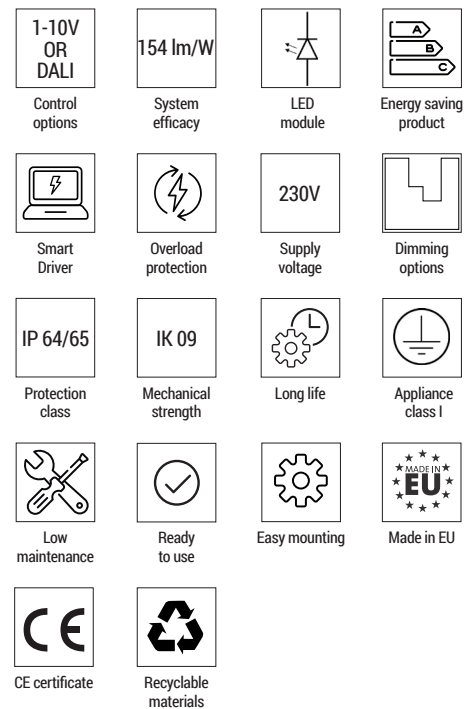 1-10V
OR
DALI
Control
options
154 lm/W
System
efficacy
LED
module
A
B
C
Energy saving
product
Smart
Driver
Overload
protection
230V
Supply
voltage
Dimming
options
IP 64/65
Protection
class
IK 09
Mechanical
strength
Long life
Appliance
class I
Low
maintenance
Ready
to use
Easy mounting
MADE IN
EU
Made in EU
CE
CE certificate
Recyclable
materials